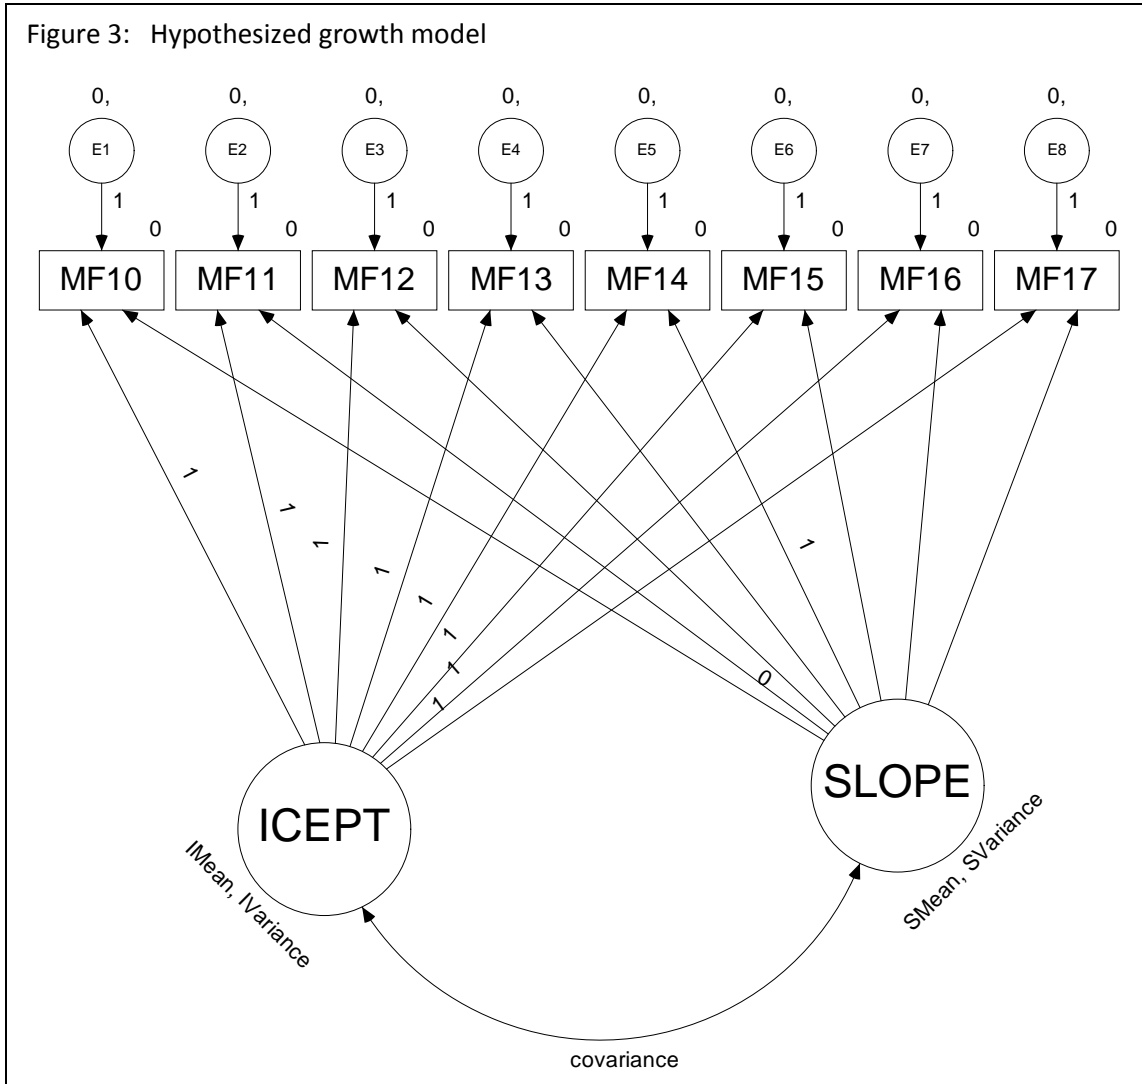 Figure 3: Hypothesized growth model
0, 0, 0, 0, 0, 0, 0, 0,
E1 E2 E3 E4 E5 E6 E7 E8
1 1 1 1 1 1 1 1
0 0 0 0 0 0 0 0
MF10 MF11 MF12 MF13 MF14 MF15 MF16 MF17
1
1
1
1
1
1
1
1
1
0
ICEPT
SLOPE
IMean, IVariance
SMean, SVariance
covariance